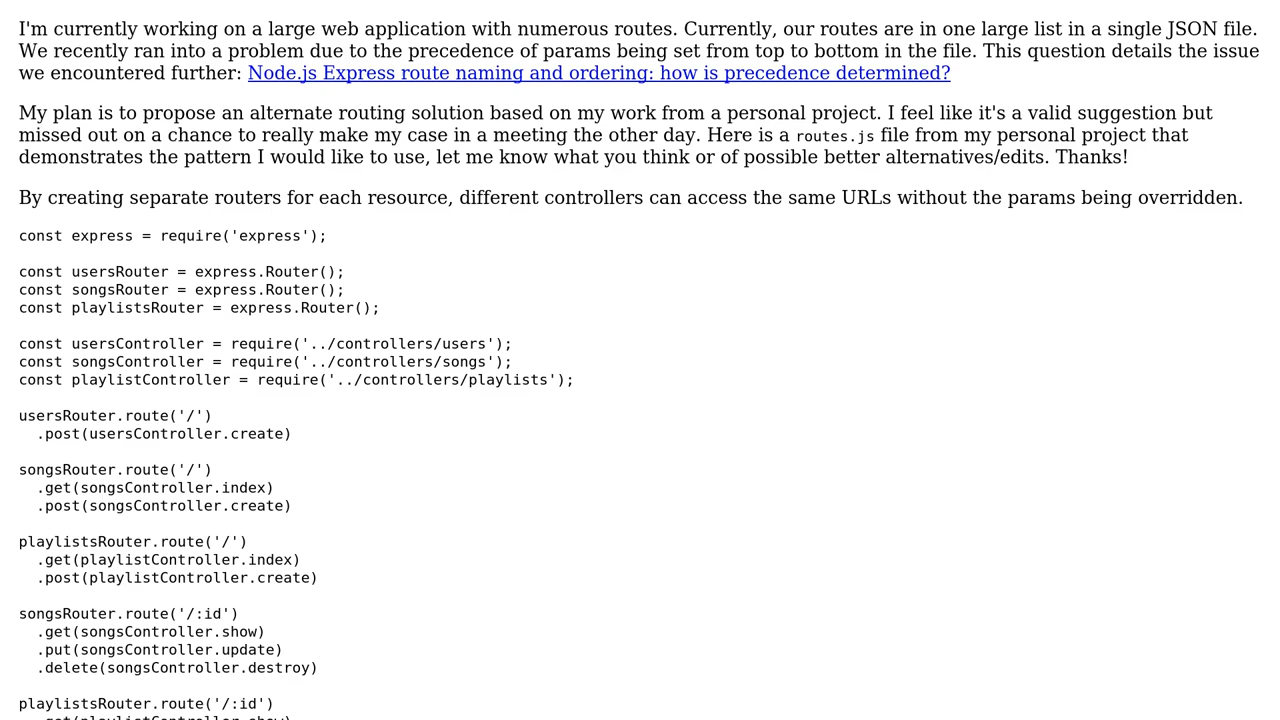 I'm currently working on a large web application with numerous routes. Currently, our routes are in one large list in a single JSON file.
We recently ran into a problem due to the precedence of params being set from top to bottom in the file. This question details the issue
we encountered further: Node.js Express route naming and ordering: how is precedence determined?
My plan is to propose an alternate routing solution based on my work from a personal project. I feel like it's a valid suggestion but
missed out on a chance to really make my case in a meeting the other day. Here is a routes.js file from my personal project that
demonstrates the pattern I would like to use, let me know what you think or of possible better alternatives/edits. Thanks!
By creating separate routers for each resource, different controllers can access the same URLs without the params being overridden.
const express = require('express');
const usersRouter = express.Router();
const songsRouter = express.Router();
const playlistsRouter = express.Router();
const usersController = require('../controllers/users');
const songsController = require('../controllers/songs');
const playlistController = require('../controllers/playlists');
usersRouter.route('/')
  .post(usersController.create)
songsRouter.route('/')
  .get(songsController.index)
  .post(songsController.create)
playlistsRouter.route('/')
  .get(playlistController.index)
  .post(playlistController.create)
songsRouter.route('/:id')
  .get(songsController.show)
  .put(songsController.update)
  .delete(songsController.destroy)
playlistsRouter.route('/:id')
  .get(playlistController.show)